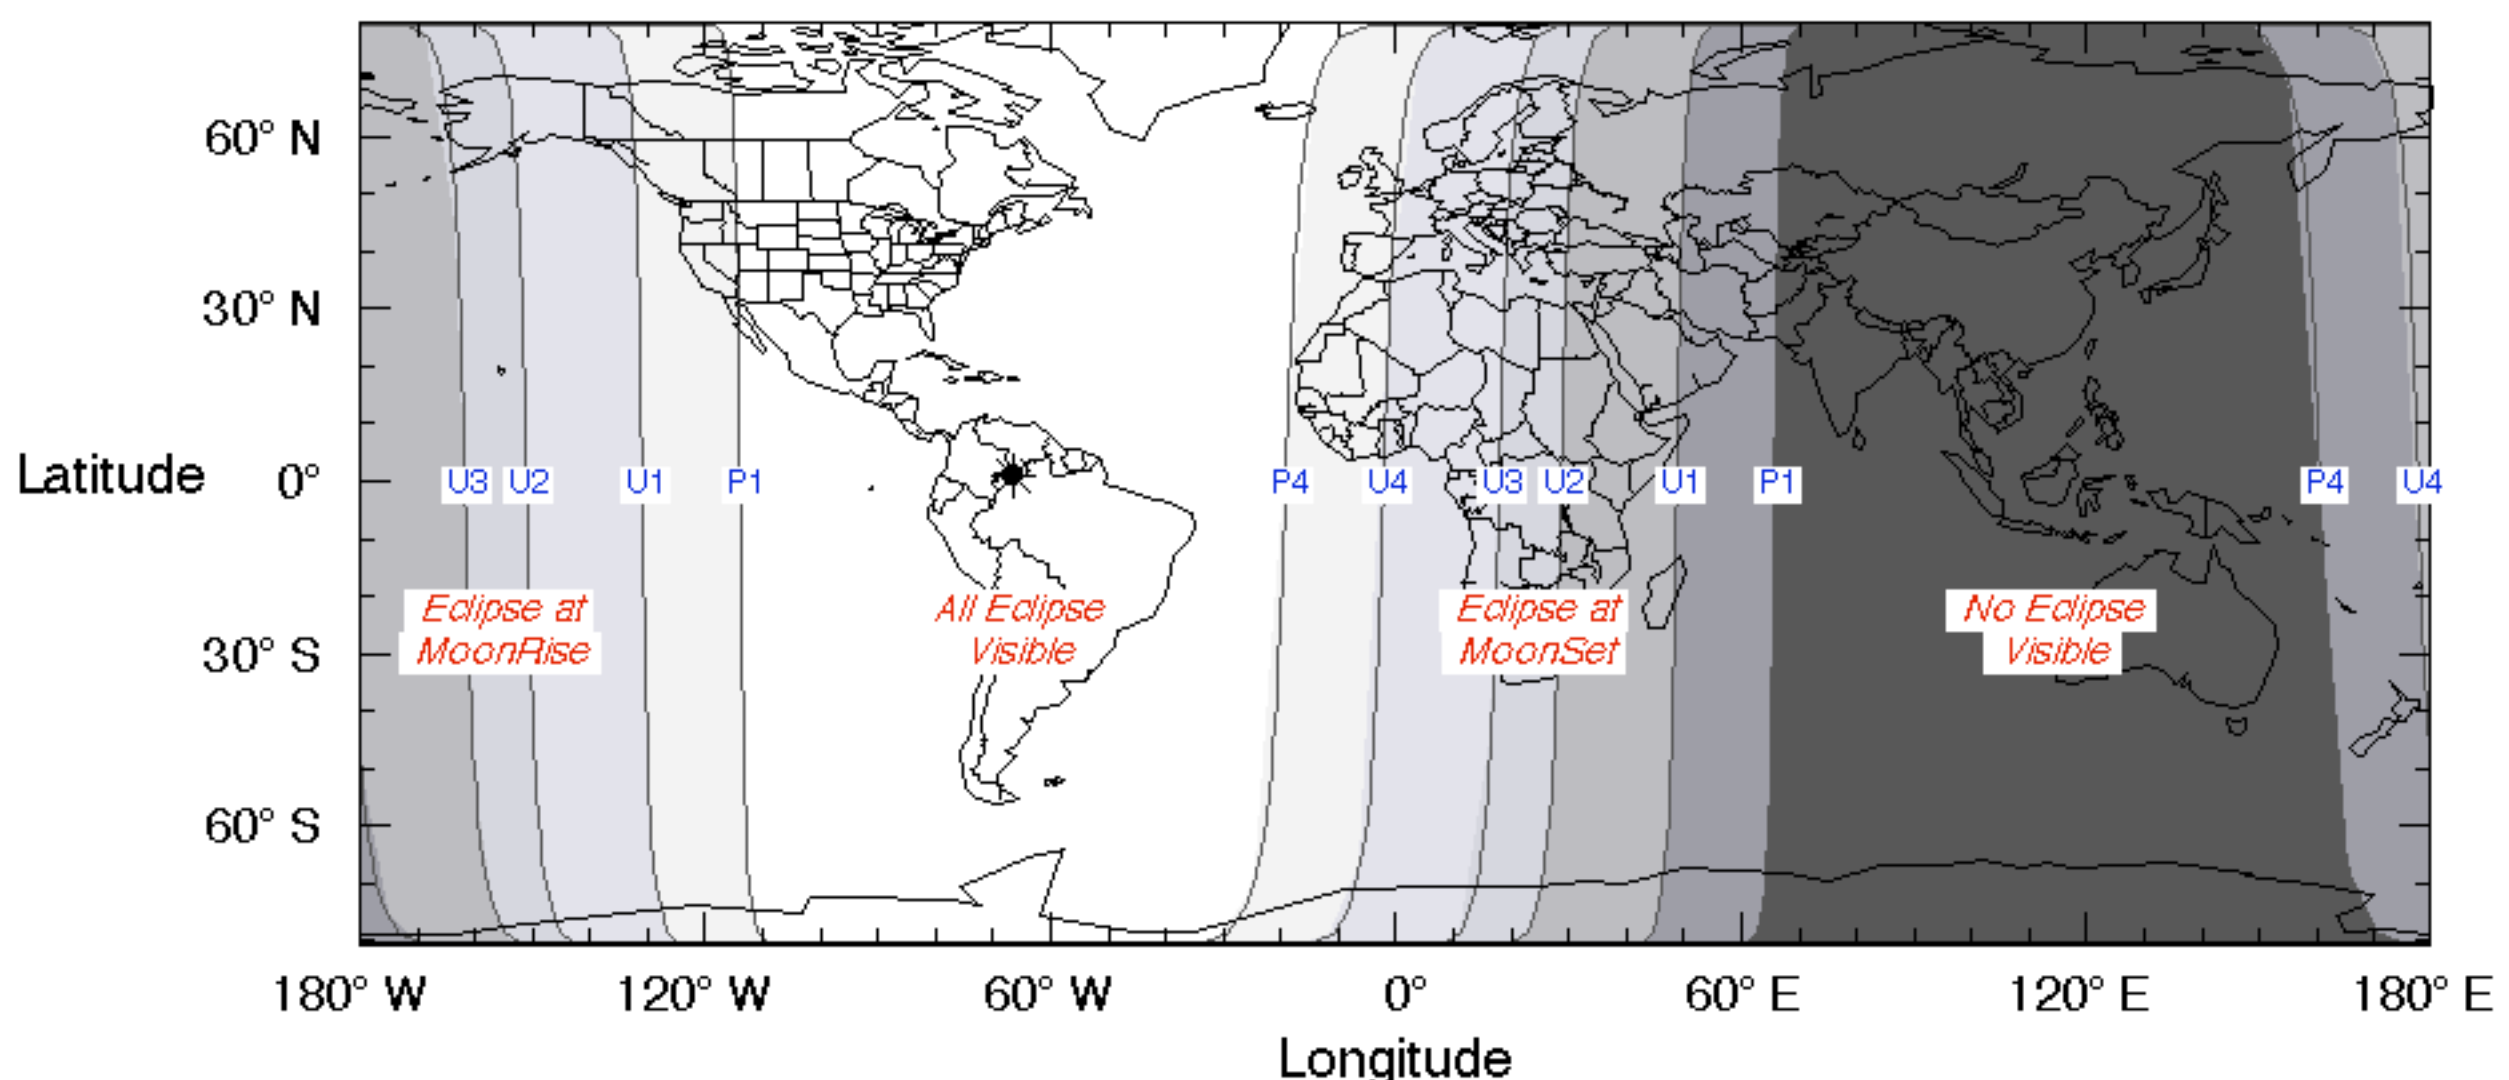 60° N
30° N
Latitude 0°
U3 U2 U1 P1 P4 U4 U3 U2 U1 P1 P4 U4
Eclipse at All Eclipse Eclipse at No Eclipse
MoonRise Visible MoonSet Visible
30° S
60° S
180° W 120° W 60° W 0° 60° E 120° E 180° E
Longitude